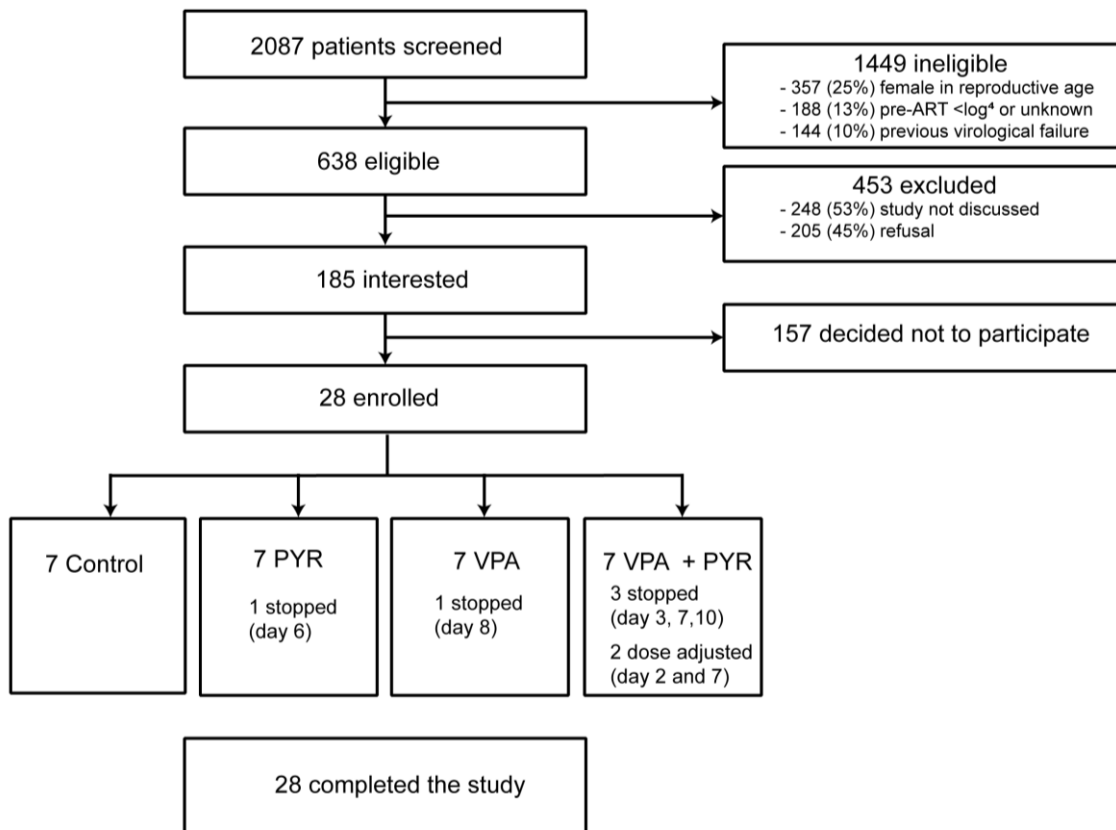 2087 patients screened
1449 ineligible
- 357 (25%) female in reproductive age
- 188 (13%) pre-ART <log⁴ or unknown
- 144 (10%) previous virological failure
638 eligible
453 excluded
- 248 (53%) study not discussed
- 205 (45%) refusal
185 interested
157 decided not to participate
28 enrolled
7 Control
7 PYR
1 stopped
(day 6)
7 VPA
1 stopped
(day 8)
7 VPA + PYR
3 stopped
(day 3, 7,10)
2 dose adjusted
(day 2 and 7)
28 completed the study